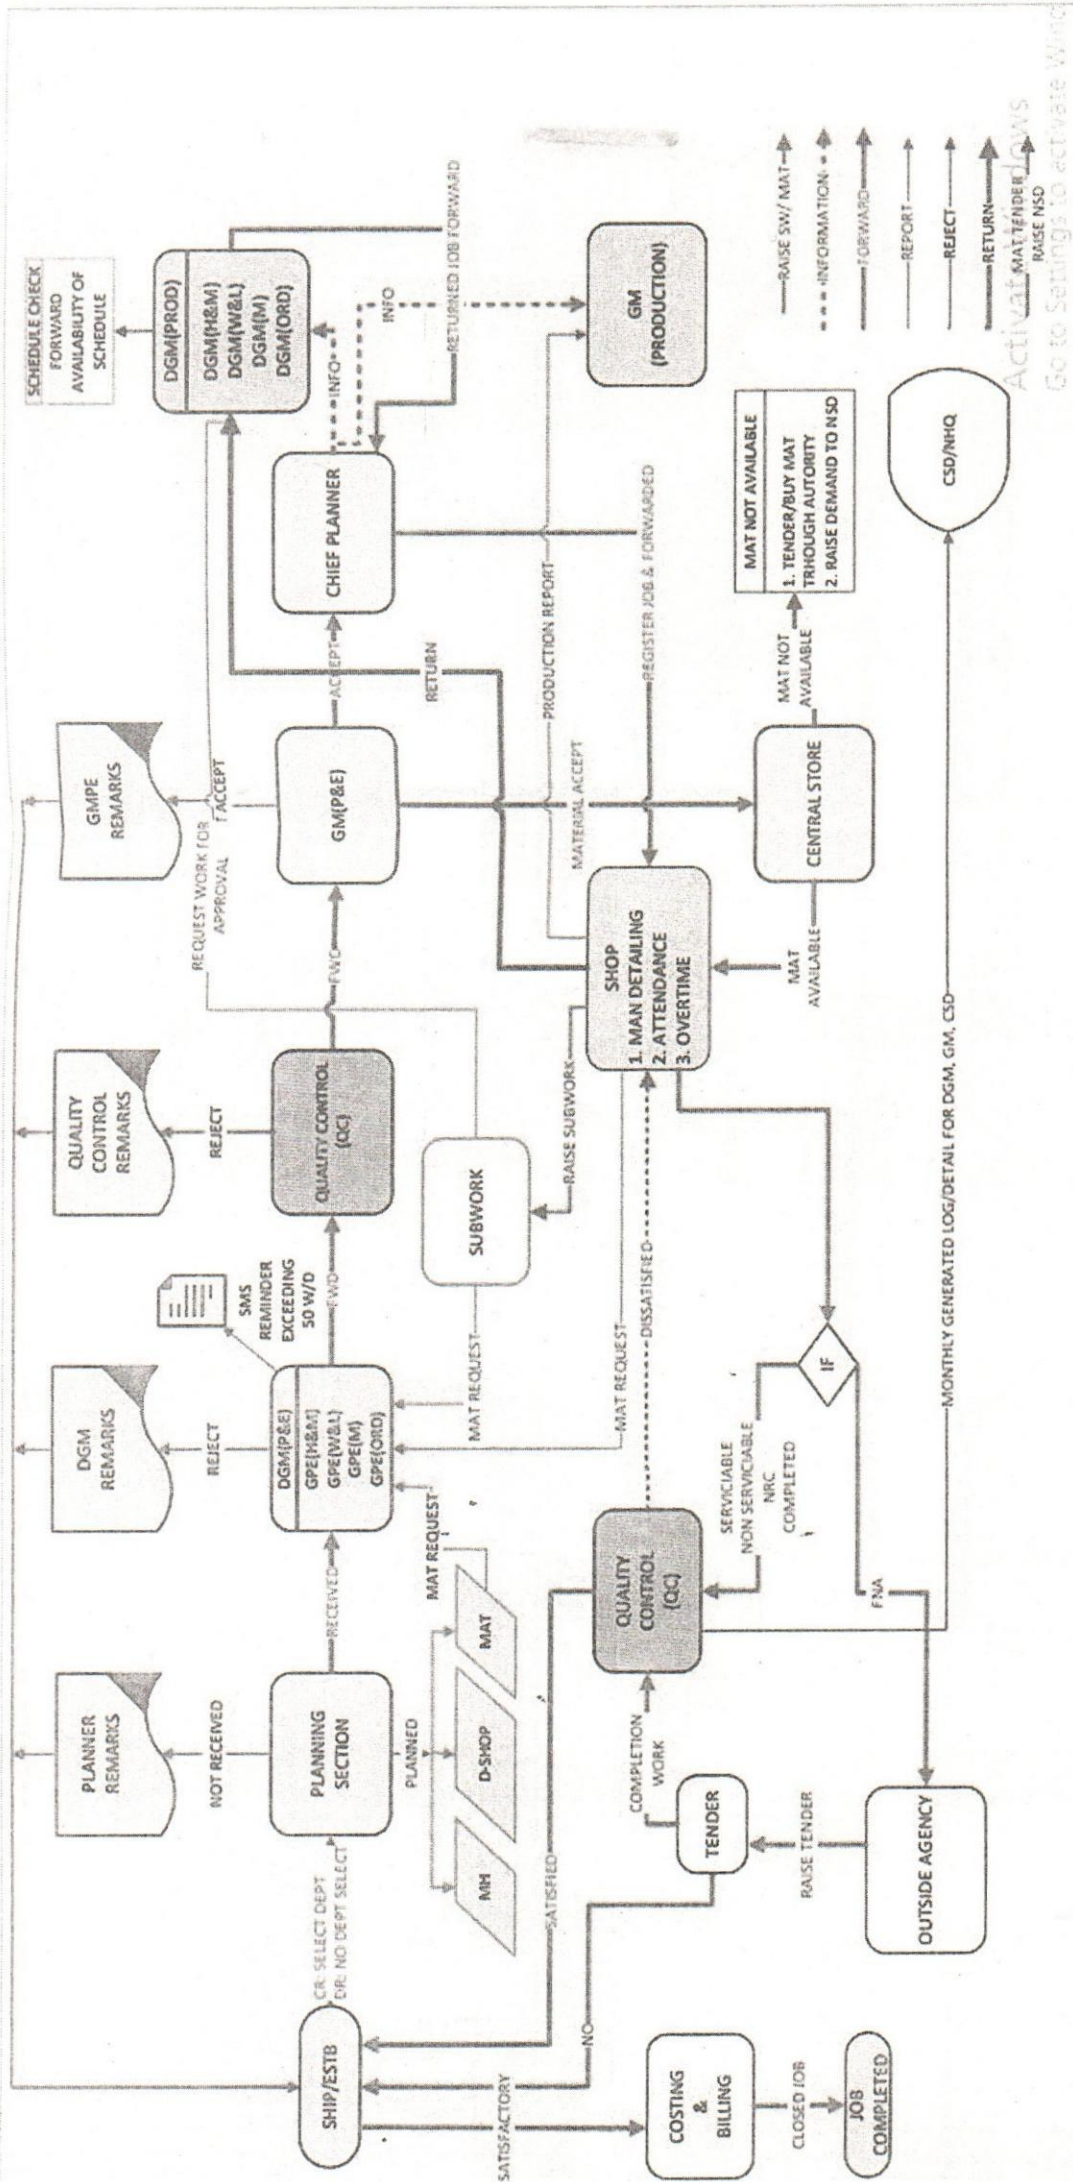 PLANNER
REMARKS
DGM
REMARKS
QUALITY
CONTROL
REMARKS
GMPE
REMARKS
SCHEDULE CHECK
FORWARD
AVAILABILITY OF
SCHEDULE
NOT RECEIVED
REJECT
SMS
REMINDER
EXCEEDING
50 W/D
REJECT
REQUEST WORK FOR
APPROVAL
ACCEPT
SHIP/ESTB
CR: SELECT DEPT
DR: NO DEPT SELECT
PLANNING
SECTION
RECEIVED
DGM(P&E)
GPE(H&M)
GPE(W&L)
GPE(M)
GPE(ORD)
FWD
QUALITY CONTROL
(QC)
FWD
GM(P&E)
ACCEPT
CHIEF PLANNER
INFO
DGM(PROD)
DGM(H&M)
DGM(W&L)
DGM(M)
DGM(ORD)
INFO
RETURNED JOB FORWARD
PLANNED
MH
D-SHOP
MAT
MAT REQUEST
MAT REQUEST
SUBWORK
RAISE SUBWORK
RETURN
SATISFIED
MAT REQUEST
DISSATISFIED
SHOP
1. MAN DETAILING
2. ATTENDANCE
3. OVERTIME
MATERIAL ACCEPT
PRODUCTION REPORT
REGISTER JOB & FORWARDED
GM
(PRODUCTION)
SATISFACTORY
NO
COMPLETION
WORK
QUALITY
CONTROL
(QC)
SERVICIABLE
NON SERVICIABLE
NRC
COMPLETED
IF
MAT
AVAILABLE
CENTRAL STORE
MAT NOT
AVAILABLE
MAT NOT AVAILABLE
1. TENDER/BUY MAT
TRHOUGH AUTORITY
2. RAISE DEMAND TO NSD
COSTING
&
BILLING
TENDER
RAISE TENDER
OUTSIDE AGENCY
FNA
CLOSED JOB
JOB
COMPLETED
MONTHLY GENERATED LOG/DETAIL FOR DGM, GM, CSD
CSD/NHQ
RAISE SW/ MAT
INFORMATION
FORWARD
REPORT
REJECT
RETURN
MAT TENDER
RAISE NSD
Activate Windows
Go to Settings to activate